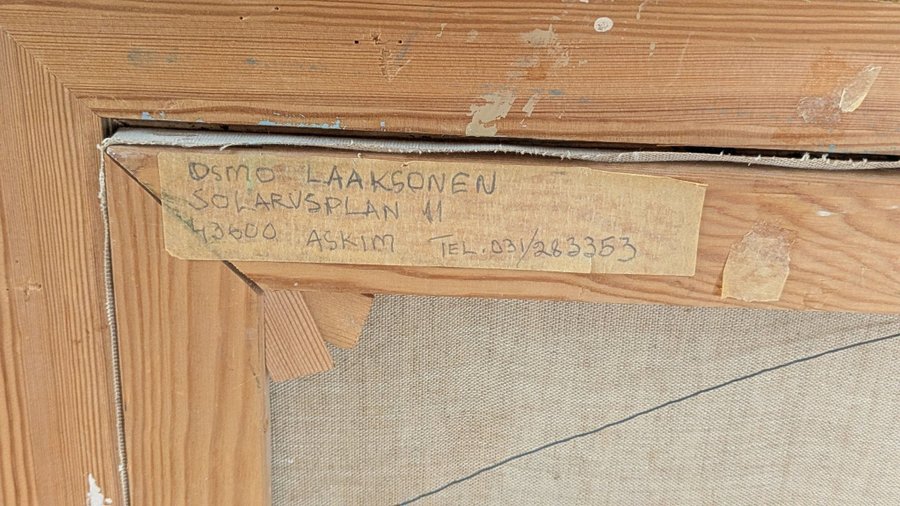 OSMO LAAKSONEN
SOLARVSPLAN 11
43600 ASKIM TEL. 031/283353